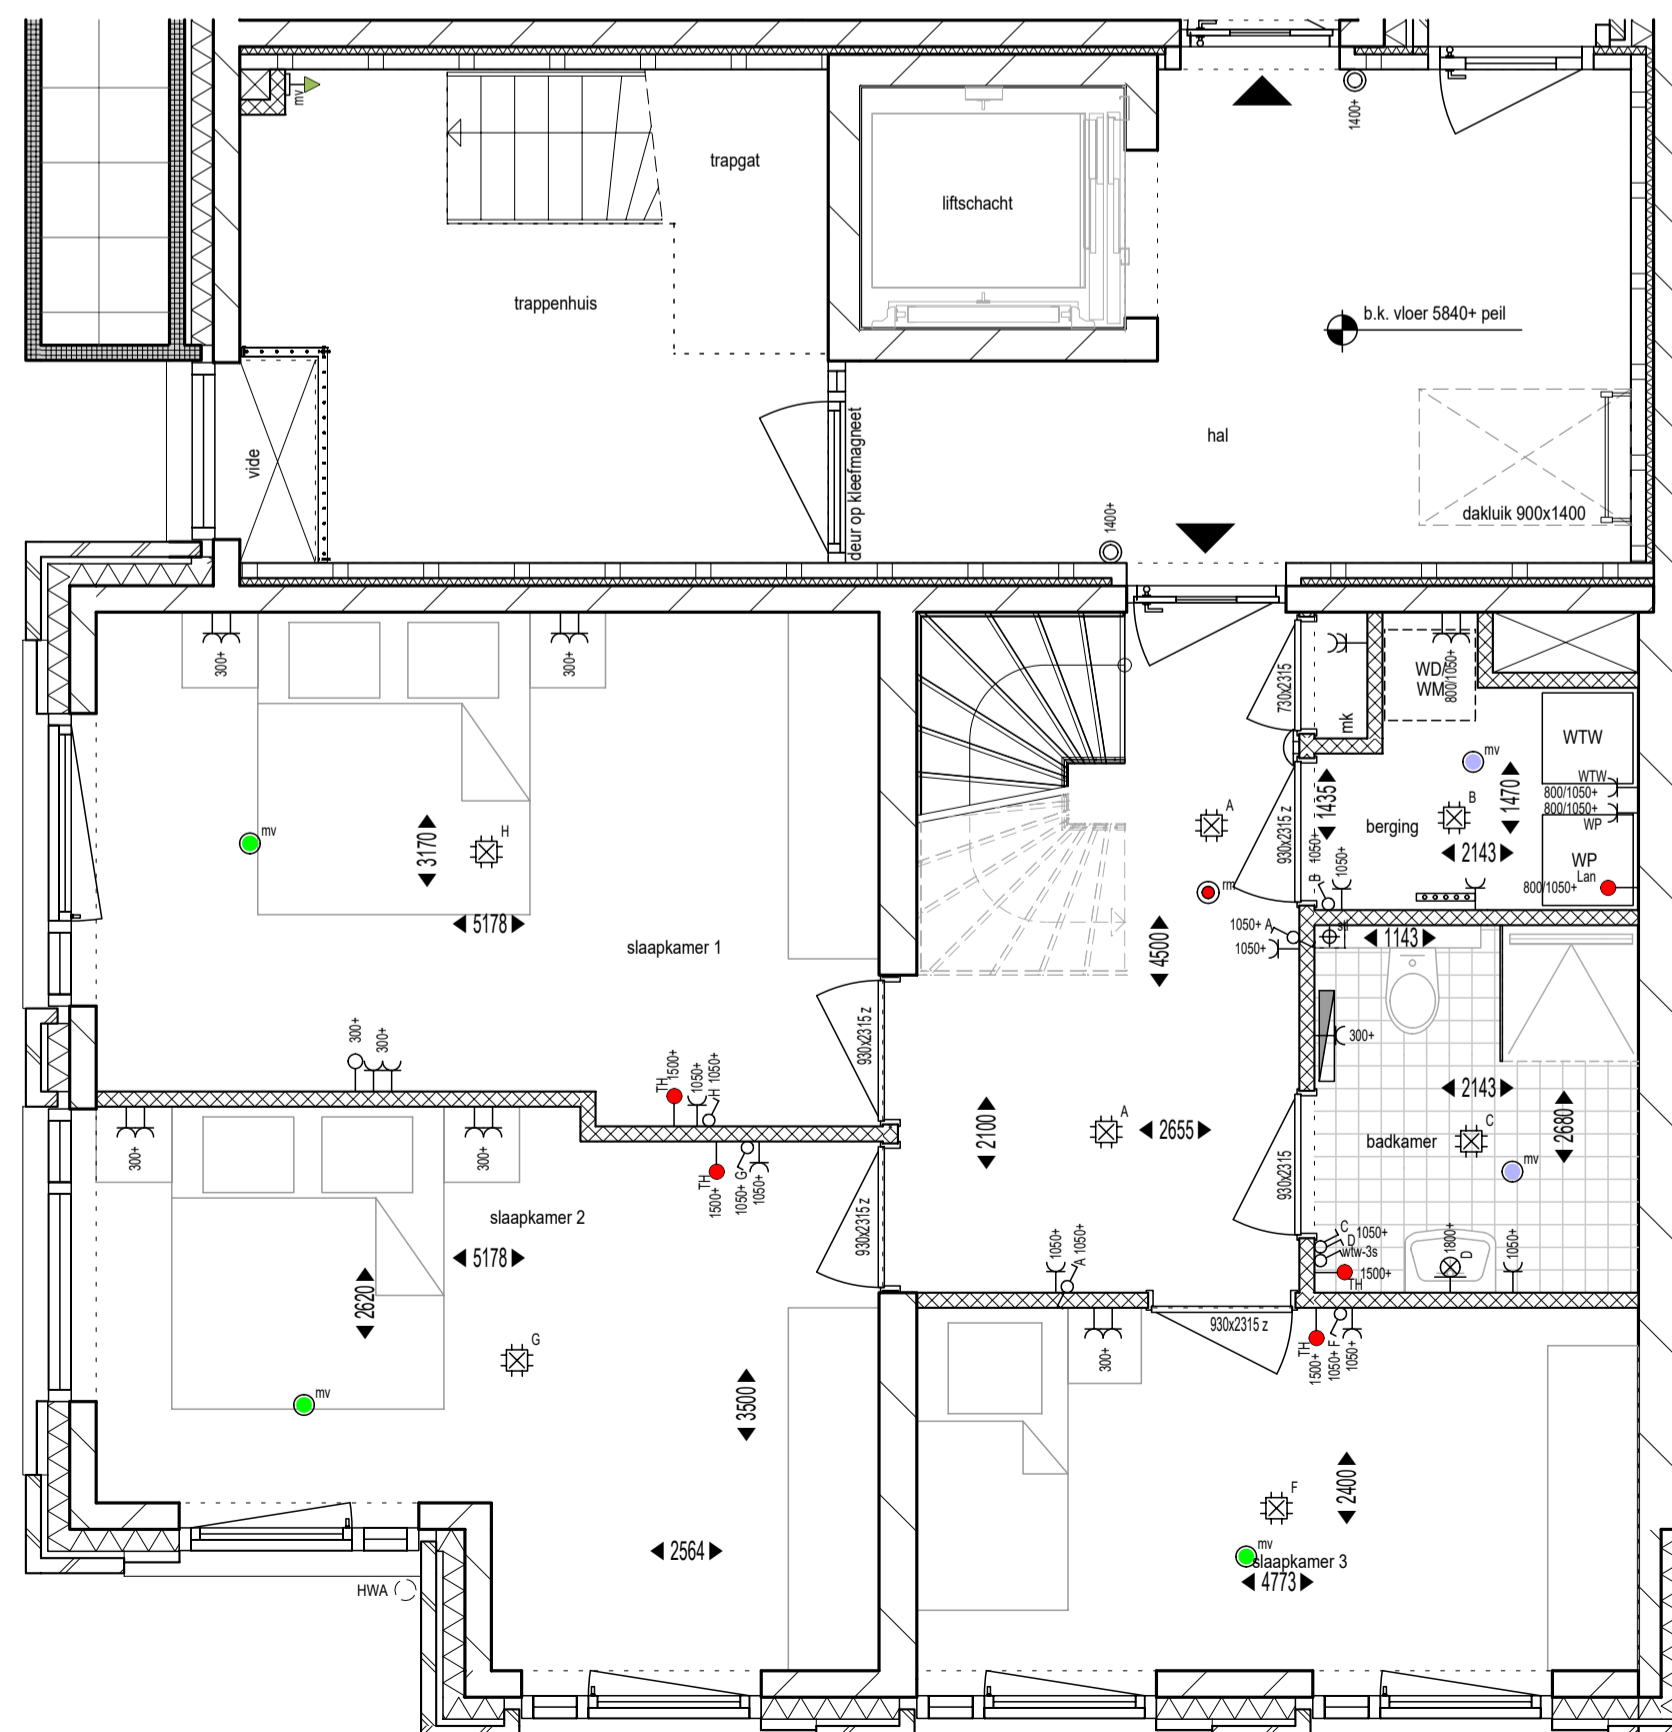 mv
1400+
trapgat
liftschacht
trappenhuis
b.k. vloer 5840+ peil
vide
deur op kleefmagneet
hal
dakluik 900x1400
1400+
300+
300+
730x2315
mk
WD/
WM
800/1050+
WTW
mv
WTW
800/1050+
800/1050+
WP
WP
Lan
800/1050+
A
B
1435
1470
berging
2143
930x2315 z
B 1050+
1050+
mv
H
3170
5178
slaapkamer 1
rm
4500
1050+ A
1050+
stl
1143
300+
300+
300+
930x2315 z
TH
1500+
1050+
H 1050+
2143
2680
badkamer
C
mv
2100
A
2655
930x2315
300+
300+
TH
1500+
1050+ G
1050+
930x2315 z
slaapkamer 2
5178
2620
G
mv
3500
1050+
A 1050+
C 1050+
D
wtw-3s
1500+
TH
1800+
D
1050+
930x2315 z
300+
TH
1500+
1050+ F
1050+
F
2400
mv
slaapkamer 3
4773
2564
HWA